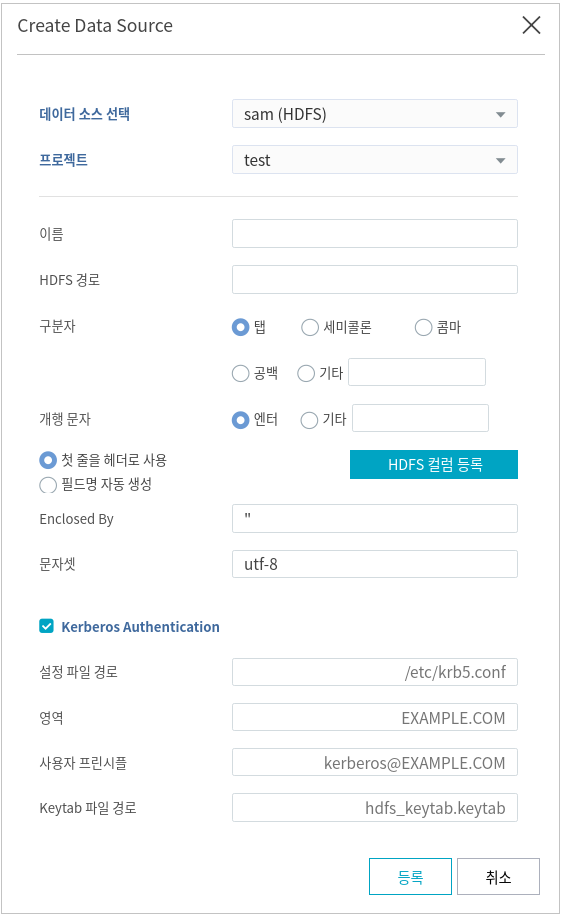 Create Data Source
데이터 소스 선택 sam (HDFS)
프로젝트 test
이름
HDFS 경로
구분자 탭 세미콜론 콤마
공백 기타
개행 문자 엔터 기타
첫 줄을 헤더로 사용
HDFS 컬럼 등록
필드명 자동 생성
Enclosed By "
문자셋 utf-8
Kerberos Authentication
설정 파일 경로 /etc/krb5.conf
영역 EXAMPLE.COM
사용자 프린시플 kerberos@EXAMPLE.COM
Keytab 파일 경로 hdfs_keytab.keytab
등록 취소